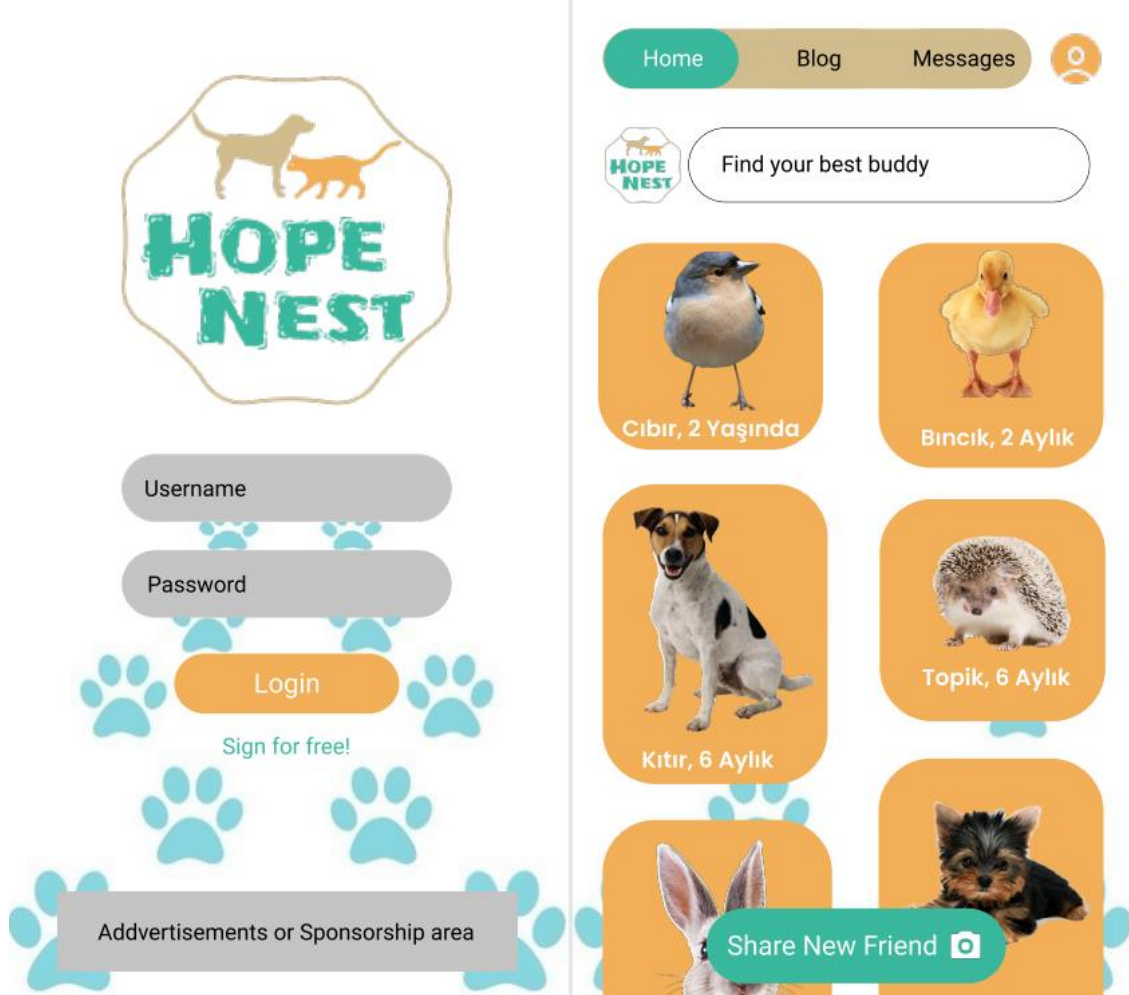 HOPE
NEST
Username
Password
Login
Sign for free!
Addvertisements or Sponsorship area
Home
Blog
Messages
HOPE
NEST
Find your best buddy
Cıbır, 2 Yaşında
Bıncık, 2 Aylık
Kıtır, 6 Aylık
Topik, 6 Aylık
Share New Friend